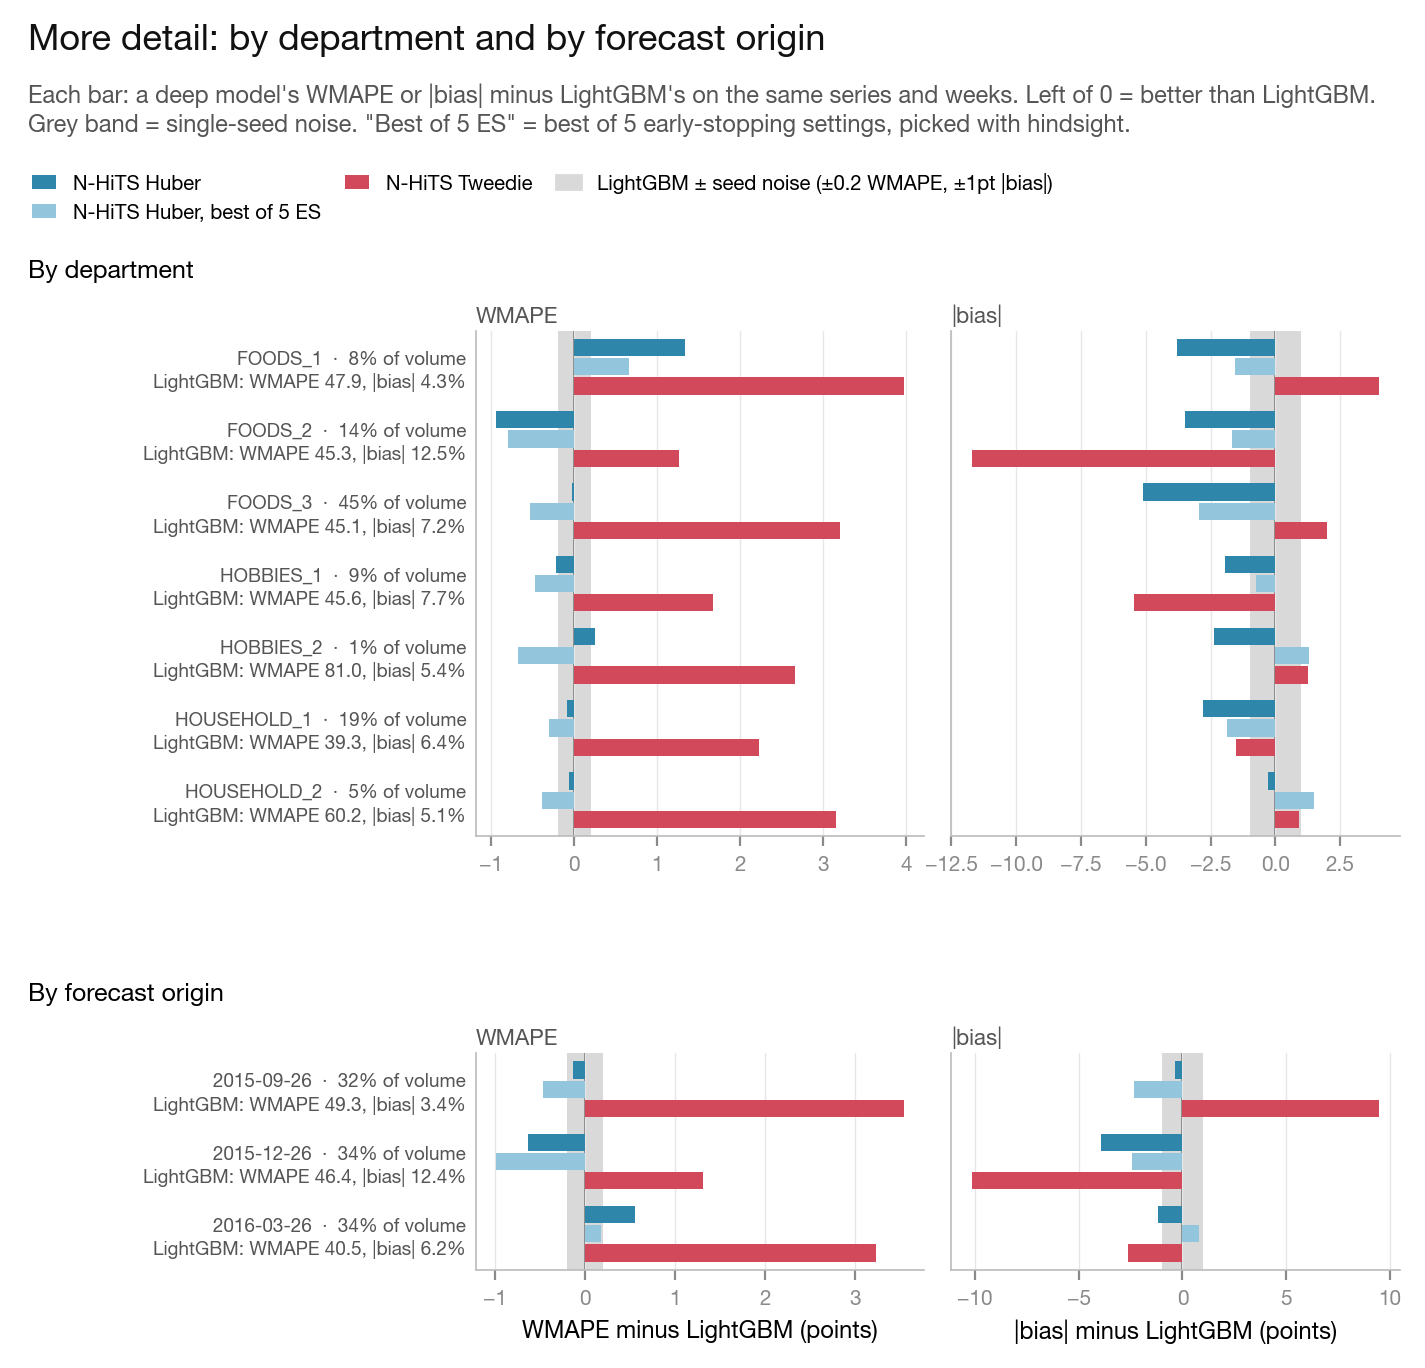 More detail: by department and by forecast origin
Each bar: a deep model's WMAPE or |bias| minus LightGBM's on the same series and weeks. Left of 0 = better than LightGBM.
Grey band = single-seed noise. "Best of 5 ES" = best of 5 early-stopping settings, picked with hindsight.
N-HiTS Huber
N-HiTS Huber, best of 5 ES
N-HiTS Tweedie
LightGBM ± seed noise (±0.2 WMAPE, ±1pt |bias|)
By department
WMAPE
|bias|
FOODS_1 · 8% of volume
LightGBM: WMAPE 47.9, |bias| 4.3%
FOODS_2 · 14% of volume
LightGBM: WMAPE 45.3, |bias| 12.5%
FOODS_3 · 45% of volume
LightGBM: WMAPE 45.1, |bias| 7.2%
HOBBIES_1 · 9% of volume
LightGBM: WMAPE 45.6, |bias| 7.7%
HOBBIES_2 · 1% of volume
LightGBM: WMAPE 81.0, |bias| 5.4%
HOUSEHOLD_1 · 19% of volume
LightGBM: WMAPE 39.3, |bias| 6.4%
HOUSEHOLD_2 · 5% of volume
LightGBM: WMAPE 60.2, |bias| 5.1%
−1 0 1 2 3 4
−12.5 −10.0 −7.5 −5.0 −2.5 0.0 2.5
By forecast origin
WMAPE
|bias|
2015-09-26 · 32% of volume
LightGBM: WMAPE 49.3, |bias| 3.4%
2015-12-26 · 34% of volume
LightGBM: WMAPE 46.4, |bias| 12.4%
2016-03-26 · 34% of volume
LightGBM: WMAPE 40.5, |bias| 6.2%
−1 0 1 2 3
−10 −5 0 5 10
WMAPE minus LightGBM (points)
|bias| minus LightGBM (points)